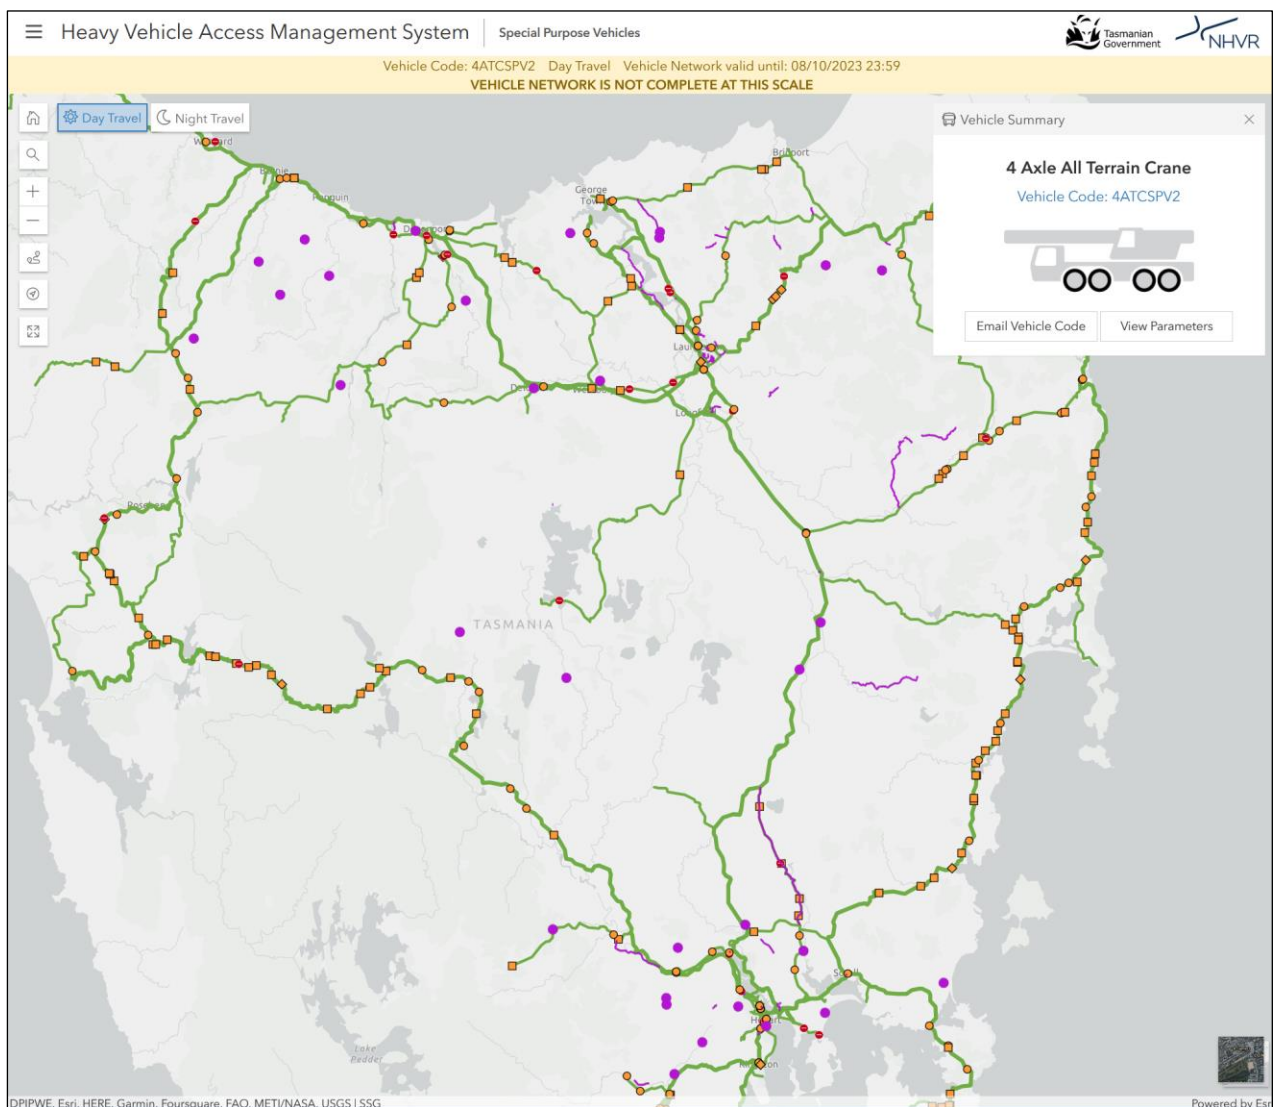 Heavy Vehicle Access Management System
Special Purpose Vehicles
Tasmanian
Government
NHVR
Vehicle Code: 4ATCSPV2 Day Travel Vehicle Network valid until: 08/10/2023 23:59
VEHICLE NETWORK IS NOT COMPLETE AT THIS SCALE
Day Travel
Night Travel
Vehicle Summary
4 Axle All Terrain Crane
Vehicle Code: 4ATCSPV2
Email Vehicle Code
View Parameters
Penguin
George
TASMANIA
Lake
Pedder
DPIPWE, Esri, HERE, Garmin, Foursquare, FAO, METI/NASA, USGS | SSG
Powered by Esri